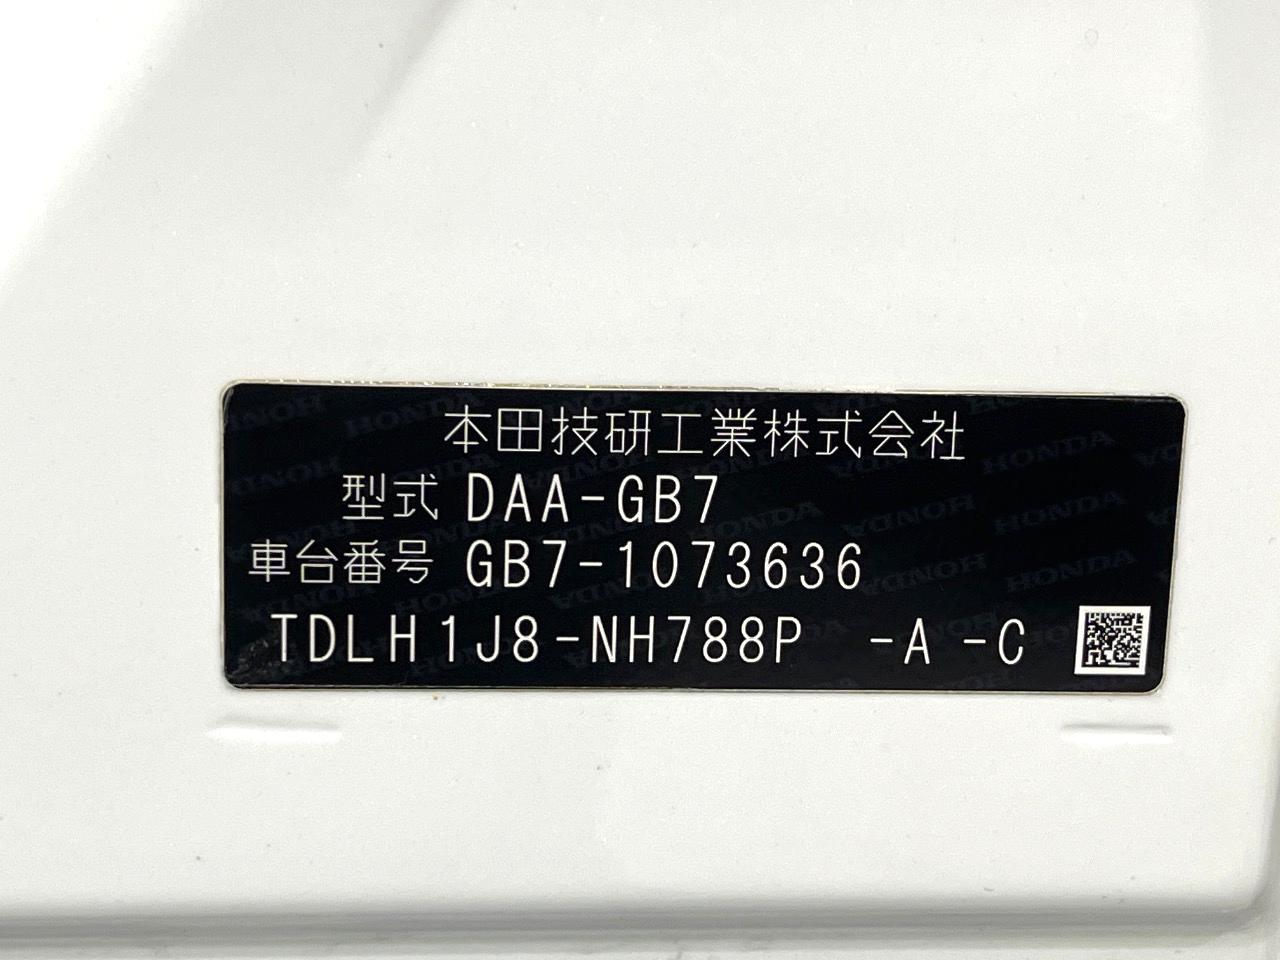 本田技研工業株式会社
型式 DAA-GB7
車台番号 GB7-1073636
TDLH1J8-NH788P -A -C